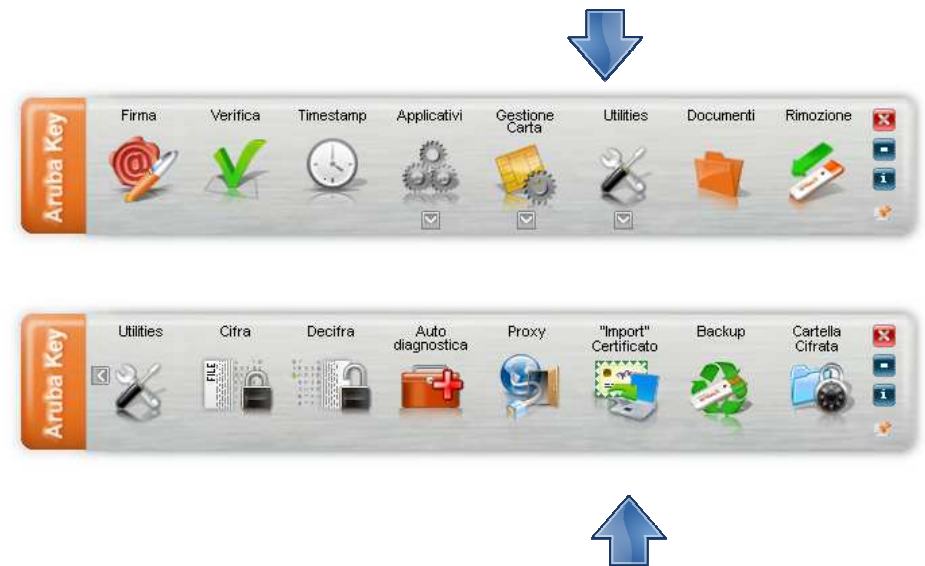 Aruba Key
Firma
Verifica
Timestamp
Applicativi
Gestione
Carta
Utilities
Documenti
Rimozione
Aruba Key
Utilities
Cifra
Decifra
Auto
diagnostica
Proxy
"Import"
Certificato
Backup
Cartella
Cifrata
FILE